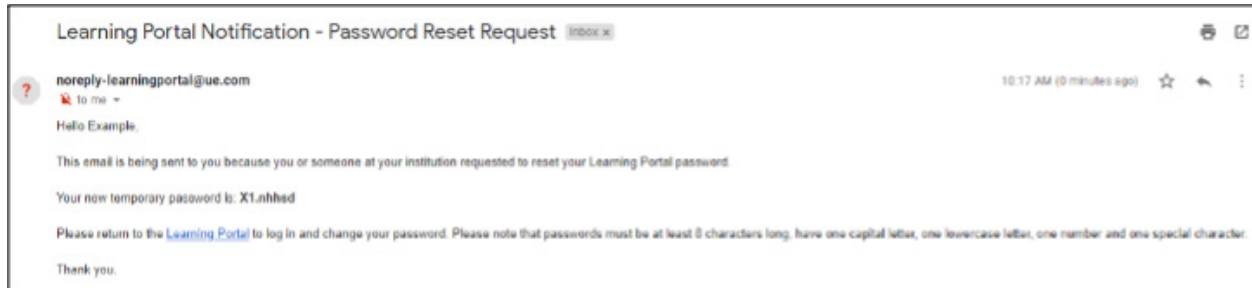 Learning Portal Notification - Password Reset Request Inbox x
noreply-learningportal@ue.com 10:17 AM (0 minutes ago)
?
to me
Hello Example,
This email is being sent to you because you or someone at your institution requested to reset your Learning Portal password.
Your new temporary password is: X1.nhhsd
Please return to the Learning Portal to log in and change your password. Please note that passwords must be at least 8 characters long, have one capital letter, one lowercase letter, one number and one special character.
Thank you.